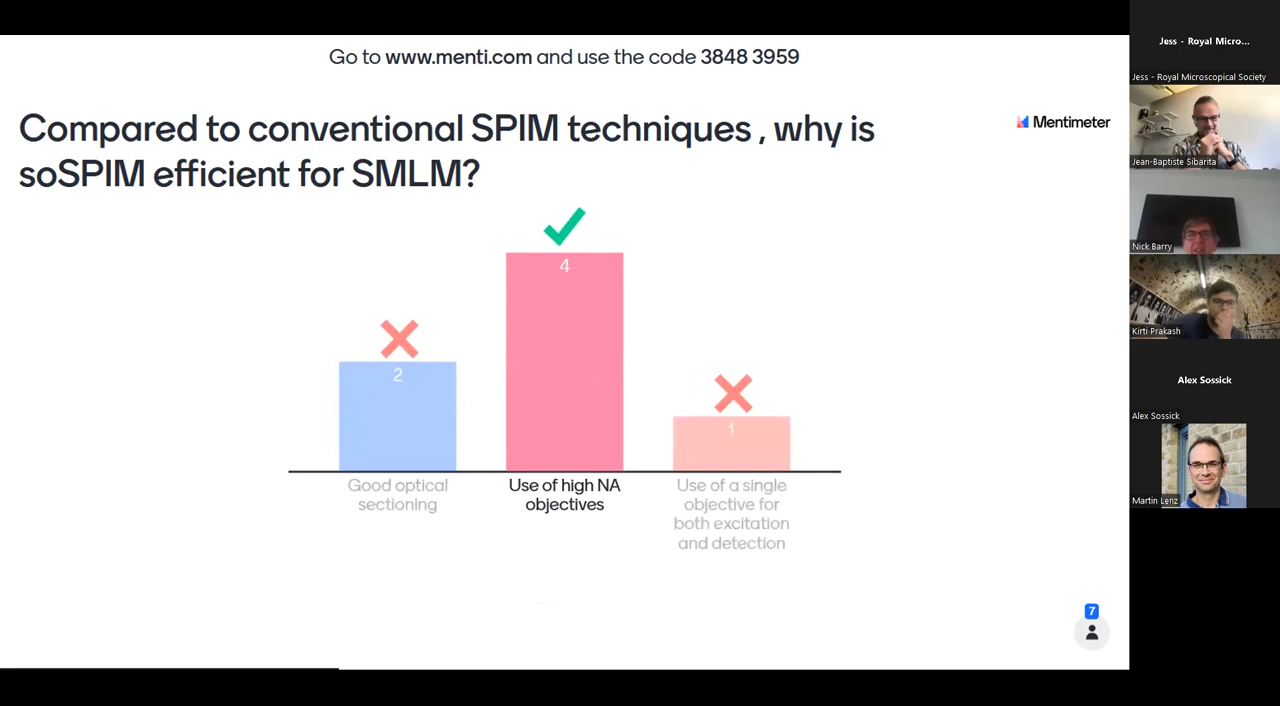 Go to www.menti.com and use the code 3848 3959
Compared to conventional SPIM techniques , why is
soSPIM efficient for SMLM?
Mentimeter
2
4
1
Good optical
sectioning
Use of high NA
objectives
Use of a single
objective for
both excitation
and detection
7
Jess - Royal Micro...
Jess - Royal Microscopical Society
Jean-Baptiste Sibarita
Nick Barry
Kirti Prakash
Alex Sossick
Alex Sossick
Martin Lenz